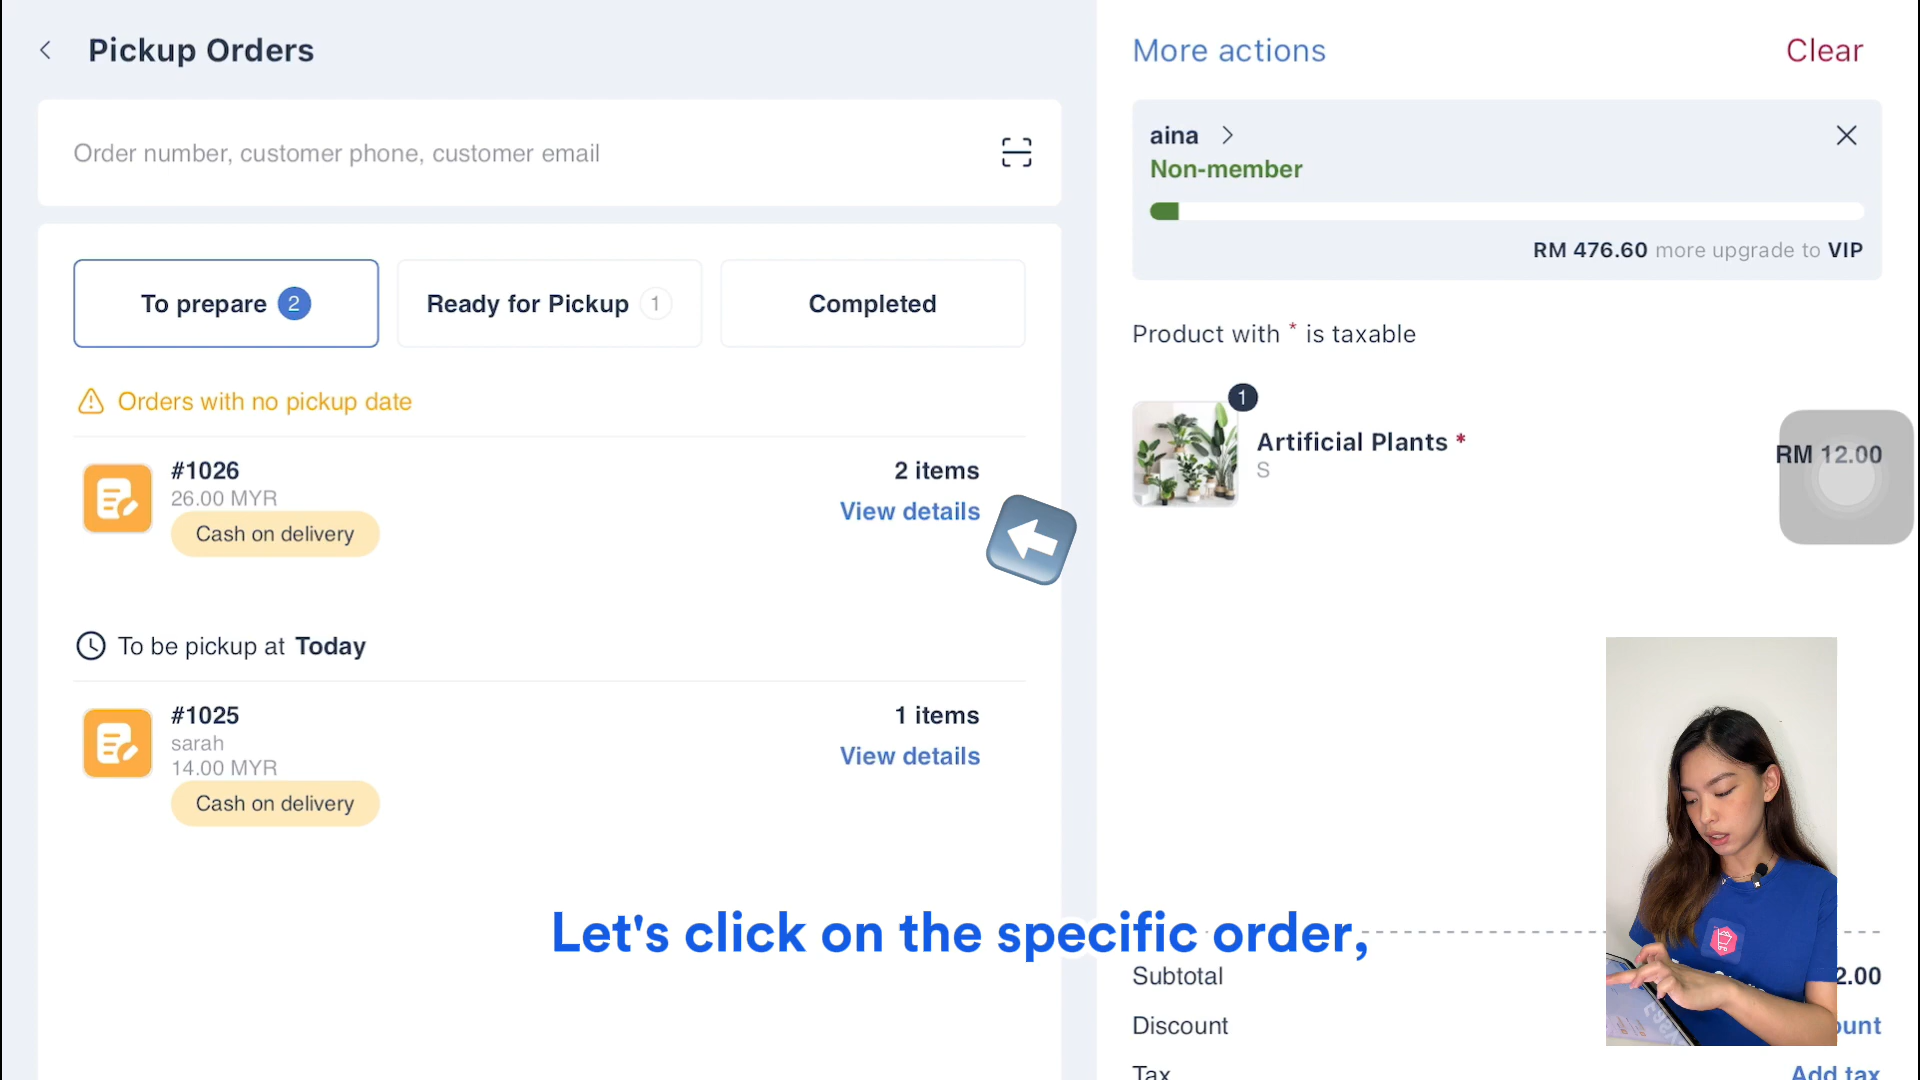 Pickup Orders
Order number, customer phone, customer email
To prepare 2
Ready for Pickup 1
Completed
Orders with no pickup date
#1026
26.00 MYR
Cash on delivery
2 items
View details
To be pickup at Today
#1025
sarah
14.00 MYR
Cash on delivery
1 items
View details
More actions
Clear
aina
Non-member
RM 476.60 more upgrade to VIP
Product with * is taxable
1
Artificial Plants *
S
RM 12.00
Let's click on the specific order,
Subtotal
2.00
Discount
ount
Tax
Add tax